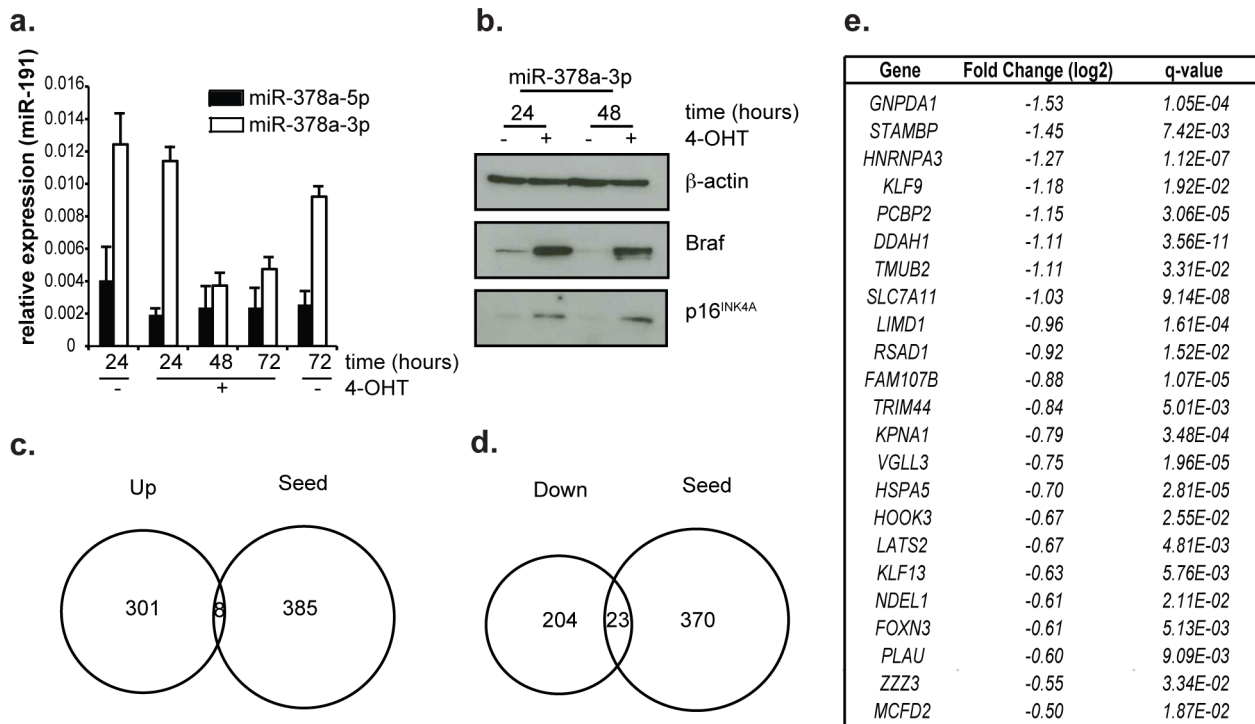 a.
relative expression (miR-191)
0.016
0.014
0.012
0.010
0.008
0.006
0.004
0.002
0
miR-378a-5p
miR-378a-3p
24 24 48 72 72 time (hours)
- + - 4-OHT
b.
miR-378a-3p
24 48 time (hours)
- + - + 4-OHT
β-actin
Braf
p16INK4A
c.
Up Seed
301 8 385
d.
Down Seed
204 23 370
e.
Gene Fold Change (log2) q-value
GNPDA1 -1.53 1.05E-04
STAMBP -1.45 7.42E-03
HNRNPA3 -1.27 1.12E-07
KLF9 -1.18 1.92E-02
PCBP2 -1.15 3.06E-05
DDAH1 -1.11 3.56E-11
TMUB2 -1.11 3.31E-02
SLC7A11 -1.03 9.14E-08
LIMD1 -0.96 1.61E-04
RSAD1 -0.92 1.52E-02
FAM107B -0.88 1.07E-05
TRIM44 -0.84 5.01E-03
KPNA1 -0.79 3.48E-04
VGLL3 -0.75 1.96E-05
HSPA5 -0.70 2.81E-05
HOOK3 -0.67 2.55E-02
LATS2 -0.67 4.81E-03
KLF13 -0.63 5.76E-03
NDEL1 -0.61 2.11E-02
FOXN3 -0.61 5.13E-03
PLAU -0.60 9.09E-03
ZZZ3 -0.55 3.34E-02
MCFD2 -0.50 1.87E-02